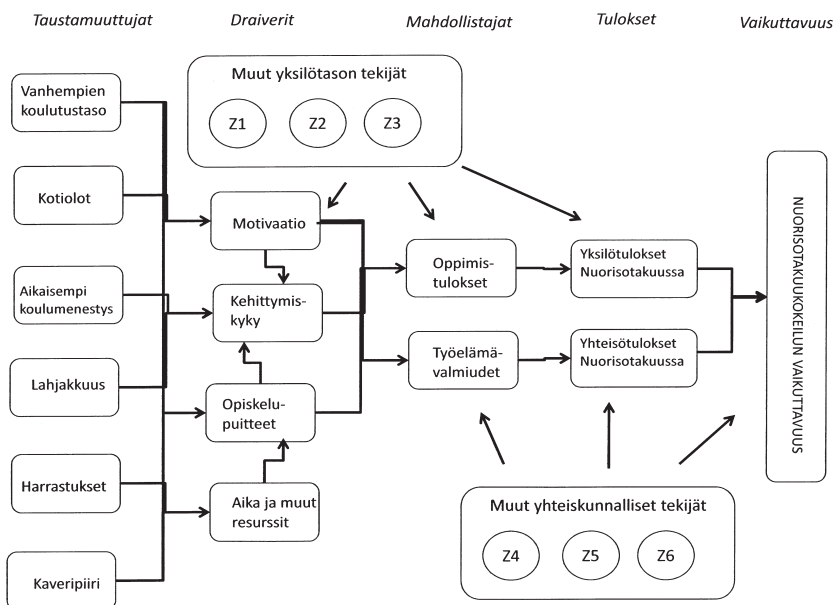 Taustamuuttujat
Draiverit
Mahdollistajat
Tulokset
Vaikuttavuus
Muut yksilötason tekijät
Z1
Z2
Z3
Vanhempien
koulutustaso
Kotiolot
Aikaisempi
koulumenestys
Lahjakkuus
Harrastukset
Kaveripiiri
Motivaatio
Kehittymis-
kyky
Opiskelu-
puitteet
Aika ja muut
resurssit
Oppimis-
tulokset
Työelämä-
valmiudet
Yksilötulokset
Nuorisotakuussa
Yhteisötulokset
Nuorisotakuussa
NUORISOTAKUUKOKEILUN VAIKUTTAVUUS
Muut yhteiskunnalliset tekijät
Z4
Z5
Z6